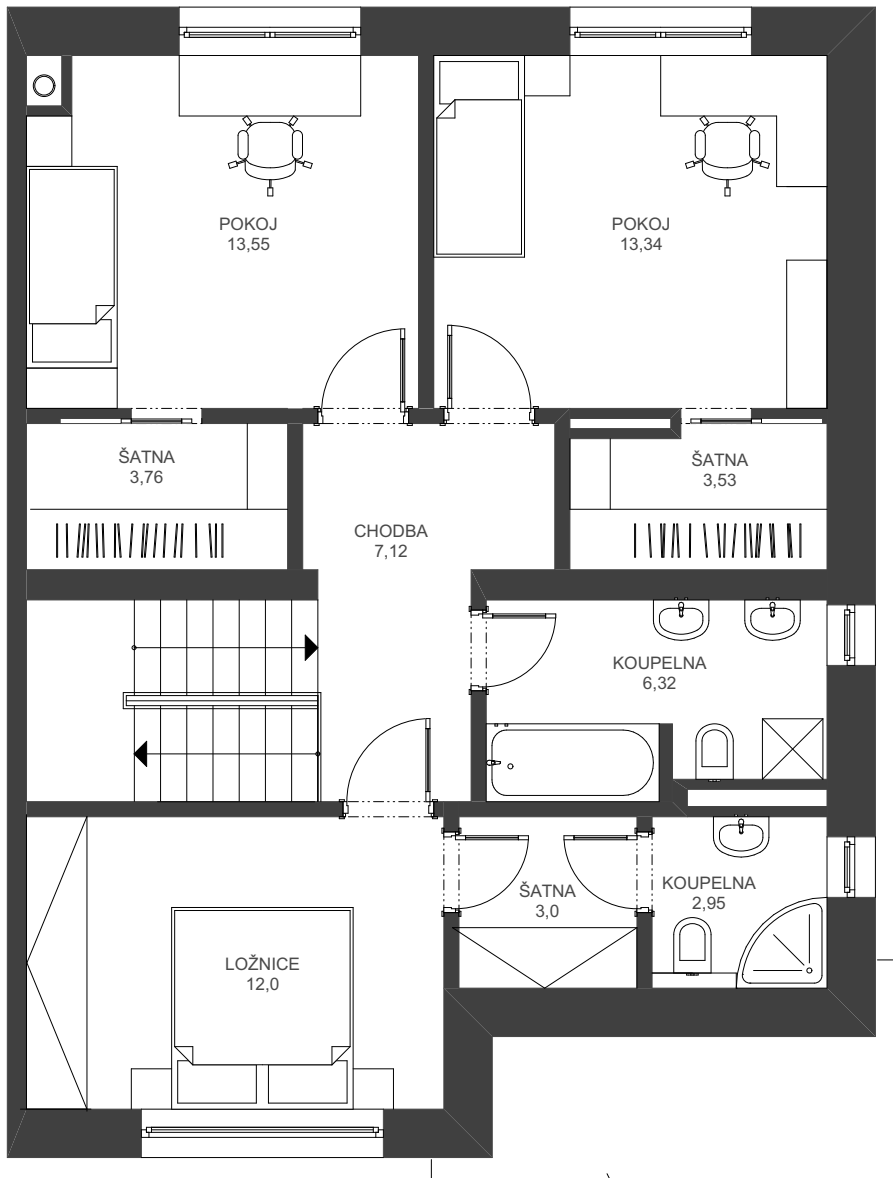 POKOJ
13,55
POKOJ
13,34
ŠATNA
3,76
ŠATNA
3,53
CHODBA
7,12
KOUPELNA
6,32
ŠATNA
3,0
KOUPELNA
2,95
LOŽNICE
12,0